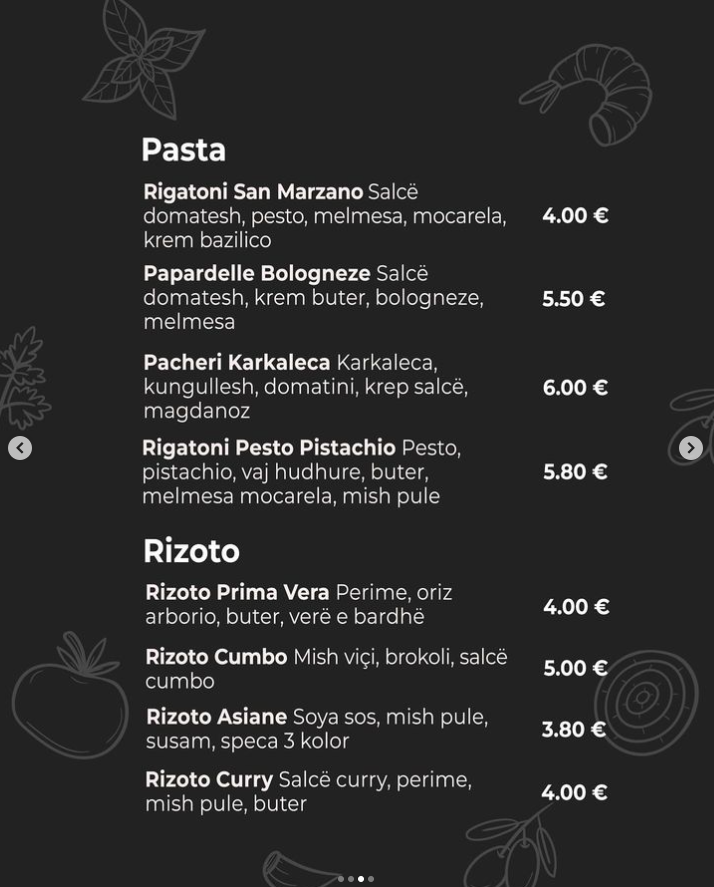 Pasta
Rigatoni San Marzano Salcë
domatesh, pesto, melmesa, mocarela,
krem bazilico
4.00 €
Papardelle Bologneze Salcë
domatesh, krem buter, bologneze,
melmesa
5.50 €
Pacheri Karkaleca Karkaleca,
kungullesh, domatini, krep salcë,
magdanoz
6.00 €
Rigatoni Pesto Pistachio Pesto,
pistachio, vaj hudhure, buter,
melmesa mocarela, mish pule
5.80 €
Rizoto
Rizoto Prima Vera Perime, oriz
arborio, buter, verë e bardhë
4.00 €
Rizoto Cumbo Mish viçi, brokoli, salcë
cumbo
5.00 €
Rizoto Asiane Soya sos, mish pule,
susam, speca 3 kolor
3.80 €
Rizoto Curry Salcë curry, perime,
mish pule, buter
4.00 €